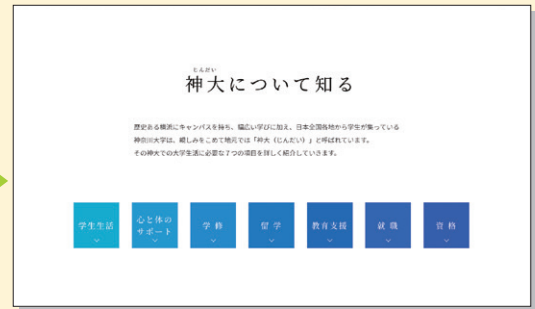 じんだい
神大について知る
歴史ある横浜にキャンパスを持ち、幅広い学びに加え、日本全国各地から学生が集っている
神奈川大学は、親しみをこめて地元では「神大(じんだい)」と呼ばれています。
その神大での大学生活に必要な7つの項目を詳しく紹介していきます。
学生生活
心と体の
サポート
学修
留学
教育支援
就職
資格